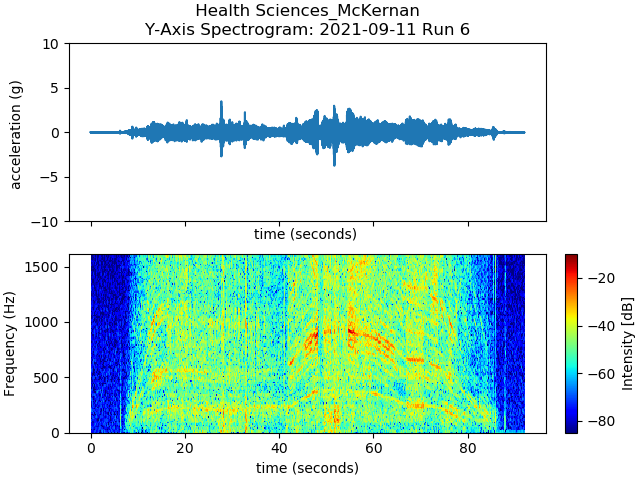 Health Sciences_McKernan
Y-Axis Spectrogram: 2021-09-11 Run 6
10
5
0
−5
−10
acceleration (g)
time (seconds)
1500
1000
500
0
Frequency (Hz)
0 20 40 60 80
time (seconds)
−20
−40
−60
−80
Intensity [dB]